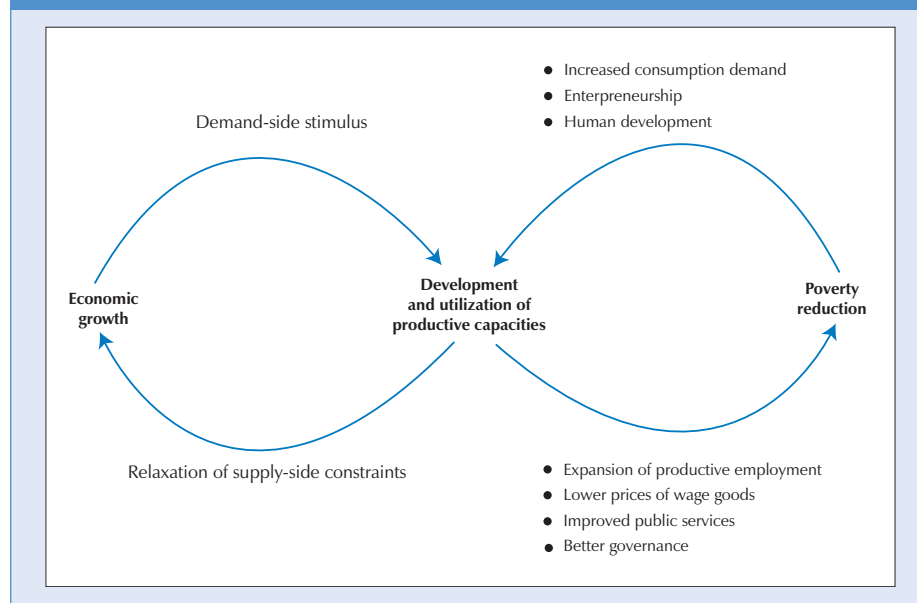 Demand-side stimulus
● Increased consumption demand
● Enterpreneurship
● Human development
Economic
growth
Development
and utilization of
productive capacities
Poverty
reduction
Relaxation of supply-side constraints
● Expansion of productive employment
● Lower prices of wage goods
● Improved public services
● Better governance